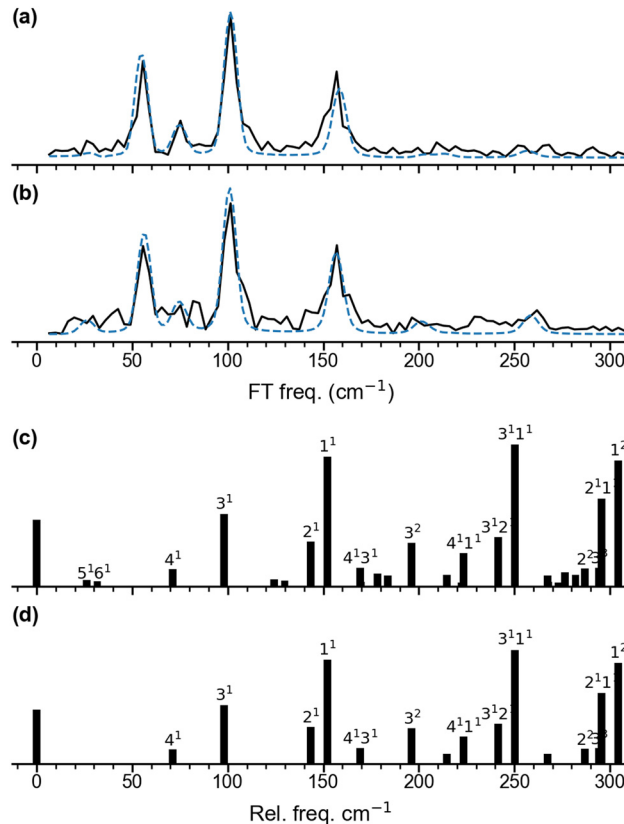 (a)
(b)
0 50 100 150 200 250 300
FT freq. (cm⁻¹)
(c)
5¹6¹ 4¹ 3¹ 2¹ 1¹ 4¹3¹ 3² 4¹1¹ 3¹2¹ 3¹1¹ 2² 3³ 2¹1¹ 1²
(d)
4¹ 3¹ 2¹ 1¹ 4¹3¹ 3² 4¹1¹ 3¹2¹ 3¹1¹ 2² 3³ 2¹1¹ 1²
0 50 100 150 200 250 300
Rel. freq. cm⁻¹